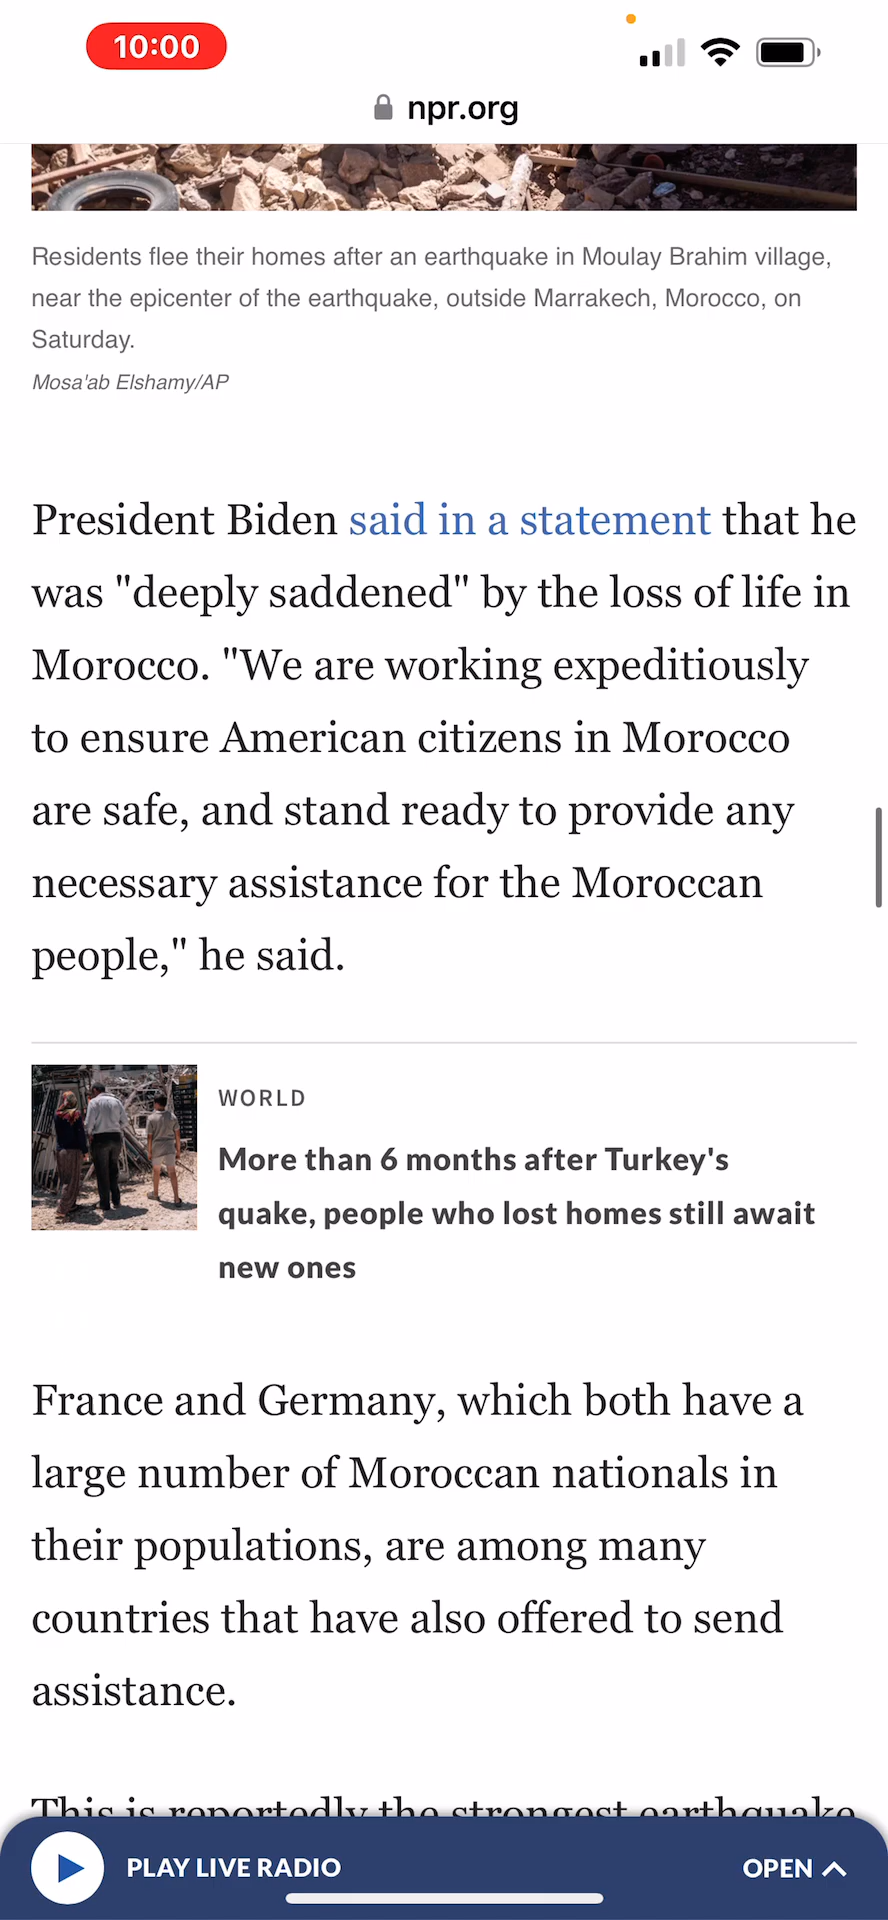 10:00
npr.org
Residents flee their homes after an earthquake in Moulay Brahim village,
near the epicenter of the earthquake, outside Marrakech, Morocco, on
Saturday.
Mosa'ab Elshamy/AP
President Biden said in a statement that he
was "deeply saddened" by the loss of life in
Morocco. "We are working expeditiously
to ensure American citizens in Morocco
are safe, and stand ready to provide any
necessary assistance for the Moroccan
people," he said.
WORLD
More than 6 months after Turkey's
quake, people who lost homes still await
new ones
France and Germany, which both have a
large number of Moroccan nationals in
their populations, are among many
countries that have also offered to send
assistance.
This is reportedly the strongest earthquake
PLAY LIVE RADIO
OPEN